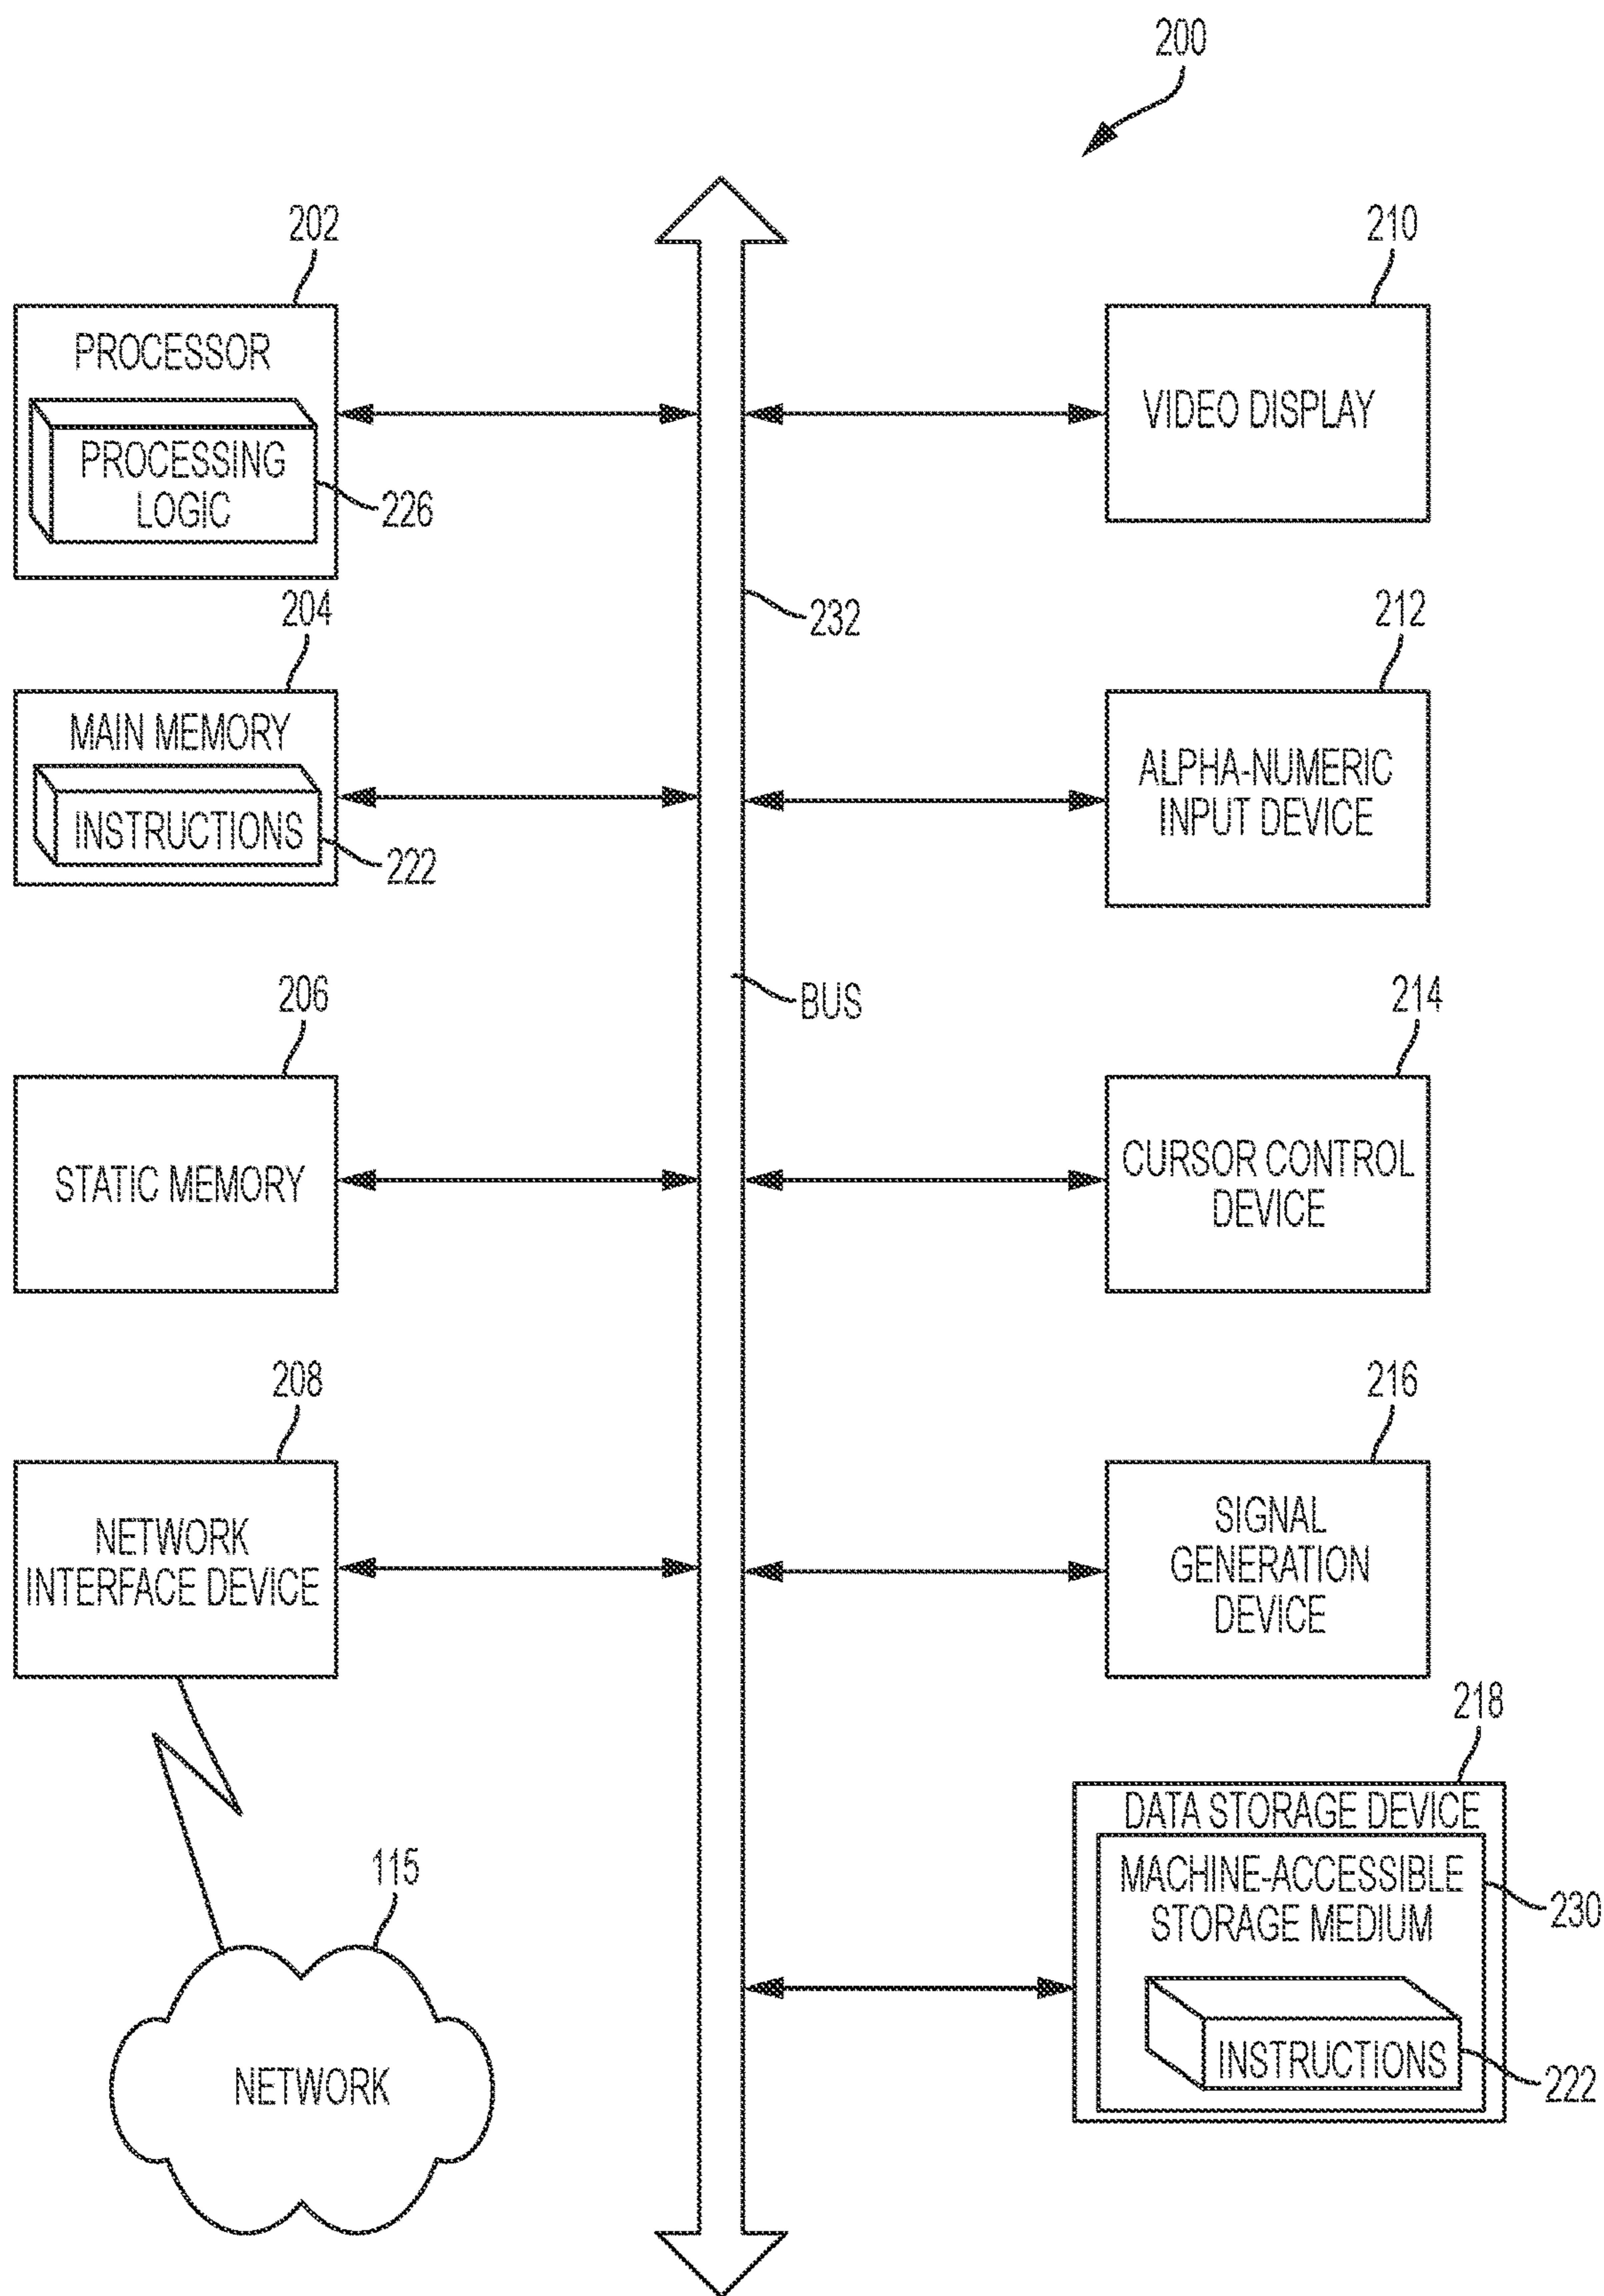 200
202
PROCESSOR
PROCESSING
LOGIC
226
204
MAIN MEMORY
INSTRUCTIONS
222
206
STATIC MEMORY
208
NETWORK
INTERFACE DEVICE
115
NETWORK
232
BUS
210
VIDEO DISPLAY
212
ALPHA-NUMERIC
INPUT DEVICE
214
CURSOR CONTROL
DEVICE
216
SIGNAL
GENERATION
DEVICE
218
DATA STORAGE DEVICE
MACHINE-ACCESSIBLE
STORAGE MEDIUM
230
INSTRUCTIONS
222